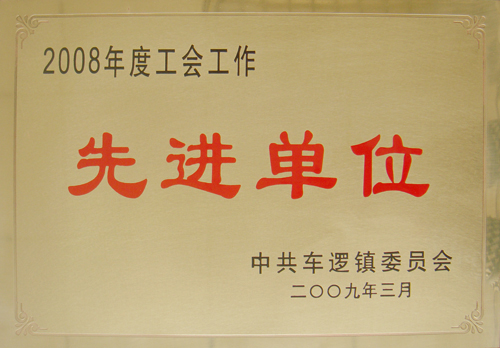 2008年度工会工作
先进单位
中共车逻镇委员会
二〇〇九年三月